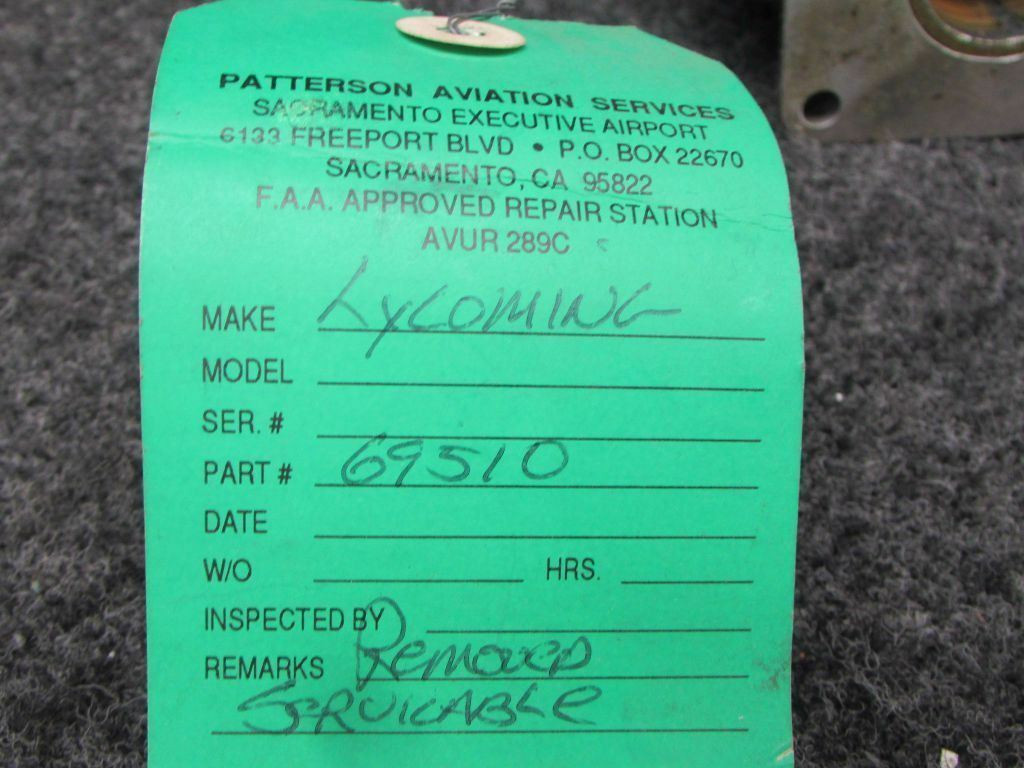 PATTERSON AVIATION SERVICES
SACRAMENTO EXECUTIVE AIRPORT
6133 FREEPORT BLVD • P.O. BOX 22670
SACRAMENTO, CA 95822
F.A.A. APPROVED REPAIR STATION
AVUR 289C
MAKE LYCOMING
MODEL
SER. #
PART # 69510
DATE
W/O HRS.
INSPECTED BY
REMARKS Removed
SERVICABLE